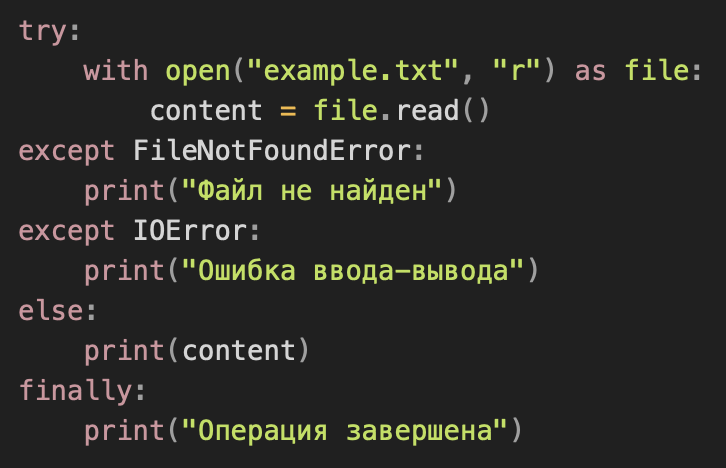 try:
    with open("example.txt", "r") as file:
        content = file.read()
except FileNotFoundError:
    print("Файл не найден")
except IOError:
    print("Ошибка ввода-вывода")
else:
    print(content)
finally:
    print("Операция завершена")